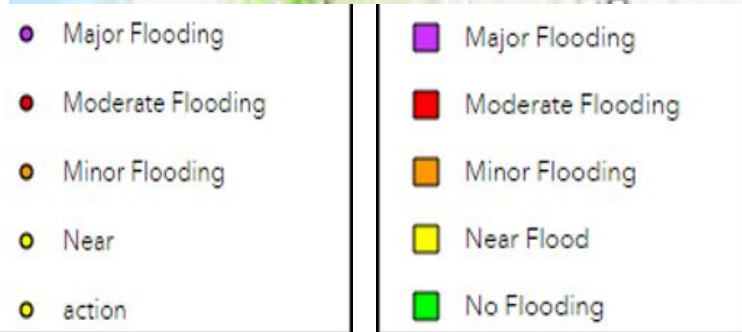 Major Flooding
Moderate Flooding
Minor Flooding
Near
action
Major Flooding
Moderate Flooding
Minor Flooding
Near Flood
No Flooding